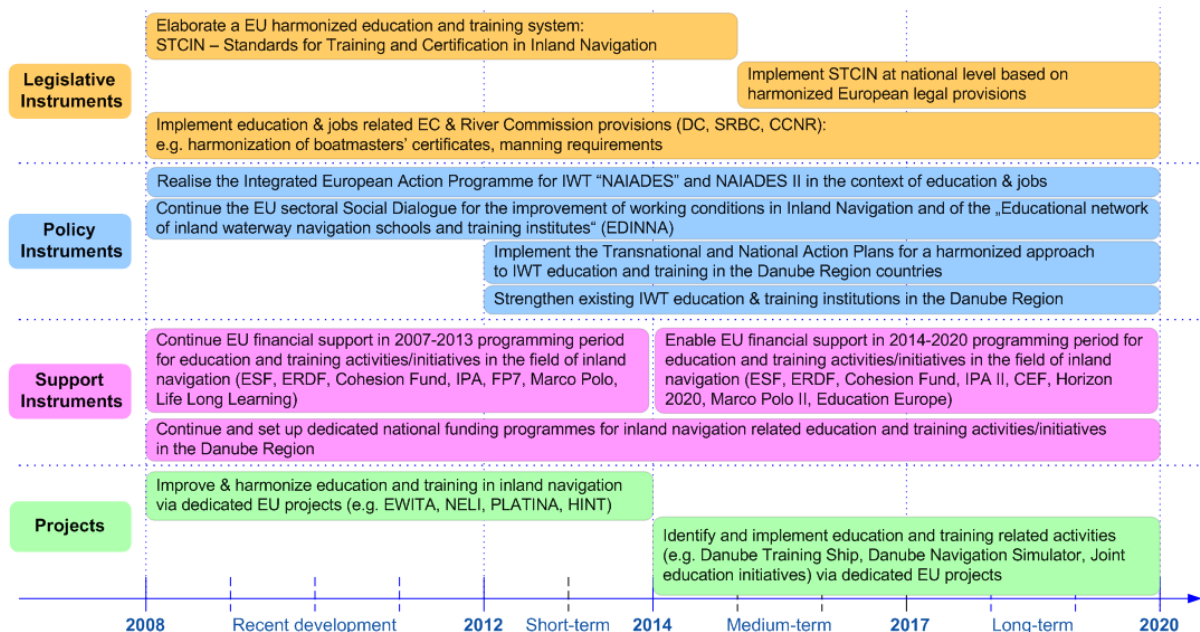 Elaborate a EU harmonized education and training system:
STCIN – Standards for Training and Certification in Inland Navigation
Legislative
Instruments
Implement STCIN at national level based on
harmonized European legal provisions
Implement education & jobs related EC & River Commission provisions (DC, SRBC, CCNR):
e.g. harmonization of boatmasters' certificates, manning requirements
Realise the Integrated European Action Programme for IWT “NAIADES” and NAIADES II in the context of education & jobs
Policy
Instruments
Continue the EU sectoral Social Dialogue for the improvement of working conditions in Inland Navigation and of the „Educational network
of inland waterway navigation schools and training institutes“ (EDINNA)
Implement the Transnational and National Action Plans for a harmonized approach
to IWT education and training in the Danube Region countries
Strengthen existing IWT education & training institutions in the Danube Region
Support
Instruments
Continue EU financial support in 2007-2013 programming period
for education and training activities/initiatives in the field of inland
navigation (ESF, ERDF, Cohesion Fund, IPA, FP7, Marco Polo,
Life Long Learning)
Enable EU financial support in 2014-2020 programming period for
education and training activities/initiatives in the field of inland
navigation (ESF, ERDF, Cohesion Fund, IPA II, CEF, Horizon
2020, Marco Polo II, Education Europe)
Continue and set up dedicated national funding programmes for inland navigation related education and training activities/initiatives
in the Danube Region
Projects
Improve & harmonize education and training in inland navigation
via dedicated EU projects (e.g. EWITA, NELI, PLATINA, HINT)
Identify and implement education and training related activities
(e.g. Danube Training Ship, Danube Navigation Simulator, Joint
education initiatives) via dedicated EU projects
2008 Recent development 2012 Short-term 2014 Medium-term 2017 Long-term 2020